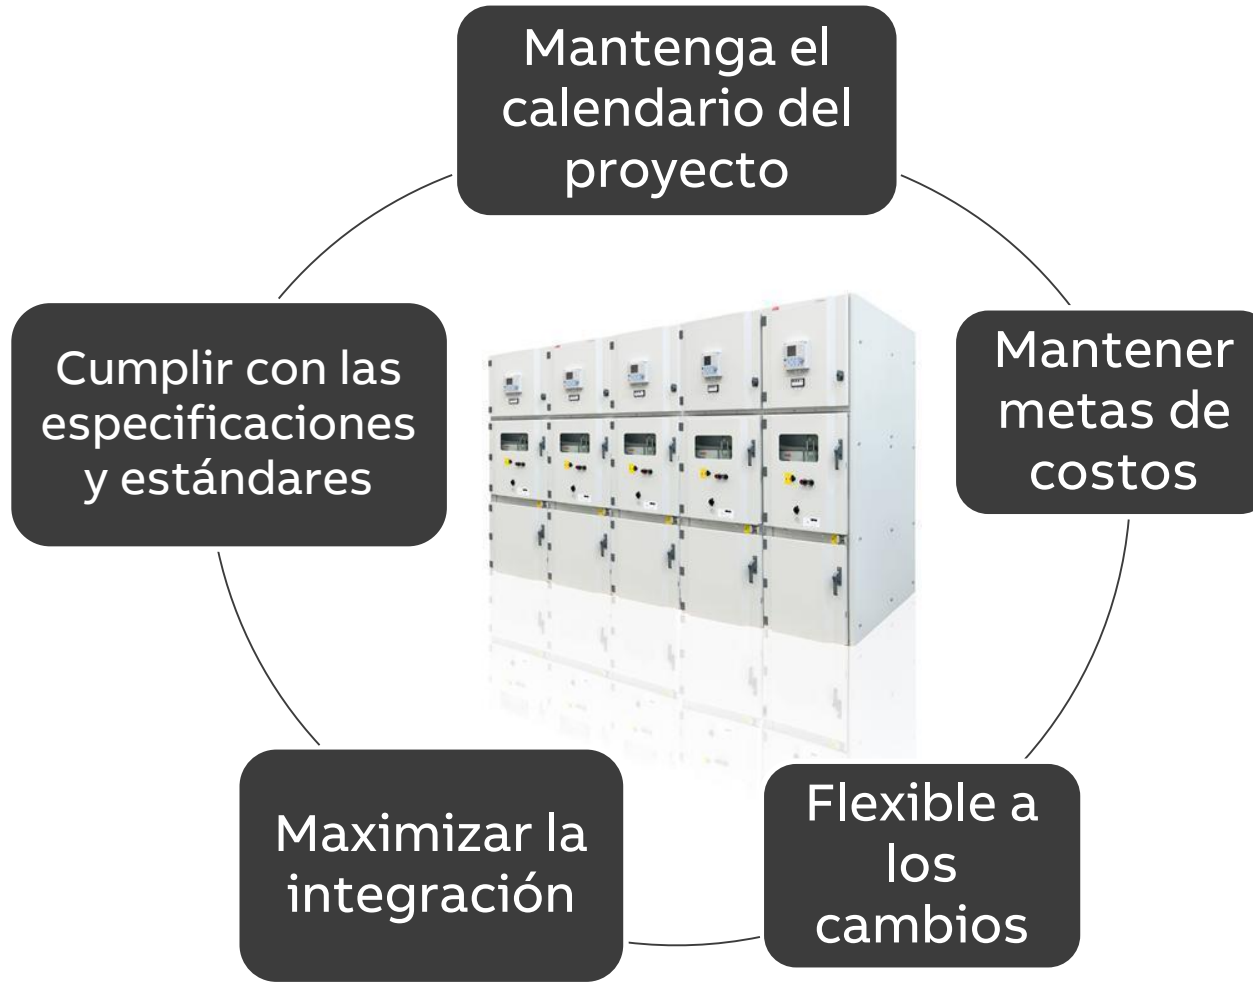 Mantenga el
calendario del
proyecto
Mantener
metas de
costos
Flexible a
los
cambios
Maximizar la
integración
Cumplir con las
especificaciones
y estándares